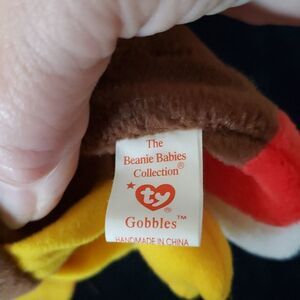 The
Beanie Babies
Collection®
ty
Gobbles™
HANDMADE IN CHINA